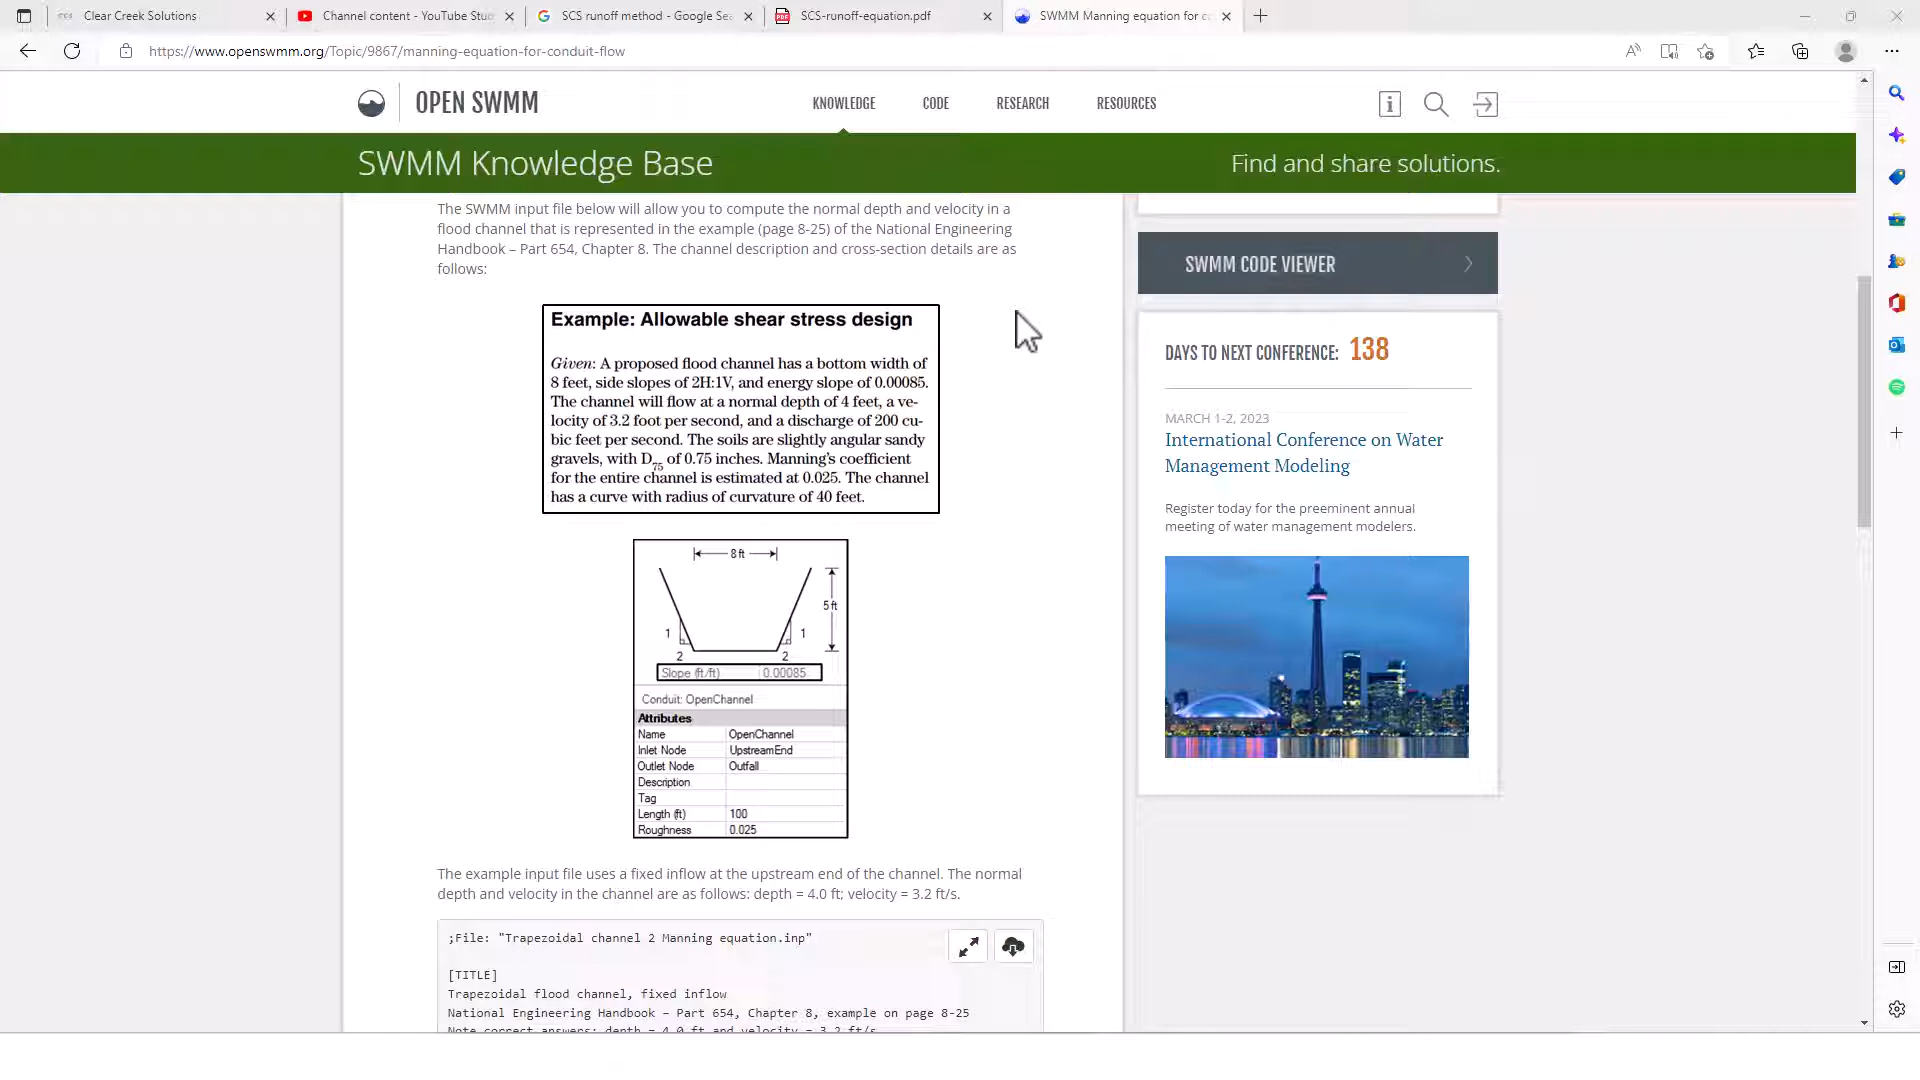 Clear Creek Solutions
Channel content - YouTube Stu
SCS runoff method - Google Se
SCS-runoff-equation.pdf
SWMM Manning equation for co
https://www.openswmm.org/Topic/9867/manning-equation-for-conduit-flow
OPEN SWMM
KNOWLEDGE
CODE
RESEARCH
RESOURCES
SWMM Knowledge Base
Find and share solutions.
The SWMM input file below will allow you to compute the normal depth and velocity in a
flood channel that is represented in the example (page 8-25) of the National Engineering
Handbook – Part 654, Chapter 8. The channel description and cross-section details are as
follows:
Example: Allowable shear stress design
Given: A proposed flood channel has a bottom width of
8 feet, side slopes of 2H:1V, and energy slope of 0.00085.
The channel will flow at a normal depth of 4 feet, a ve-
locity of 3.2 foot per second, and a discharge of 200 cu-
bic feet per second. The soils are slightly angular sandy
gravels, with D75 of 0.75 inches. Manning's coefficient
for the entire channel is estimated at 0.025. The channel
has a curve with radius of curvature of 40 feet.
8 ft
5 ft
1
1
2
2
Slope (ft/ft) 0.00085
Conduit: OpenChannel
Attributes
Name OpenChannel
Inlet Node UpstreamEnd
Outlet Node Outfall
Description
Tag
Length (ft) 100
Roughness 0.025
The example input file uses a fixed inflow at the upstream end of the channel. The normal
depth and velocity in the channel are as follows: depth = 4.0 ft; velocity = 3.2 ft/s.
;File: "Trapezoidal channel 2 Manning equation.inp"
[TITLE]
Trapezoidal flood channel, fixed inflow
National Engineering Handbook – Part 654, Chapter 8, example on page 8-25
Note correct answers: depth = 4.0 ft and velocity = 3.2 ft/s
SWMM CODE VIEWER
DAYS TO NEXT CONFERENCE: 138
MARCH 1-2, 2023
International Conference on Water
Management Modeling
Register today for the preeminent annual
meeting of water management modelers.